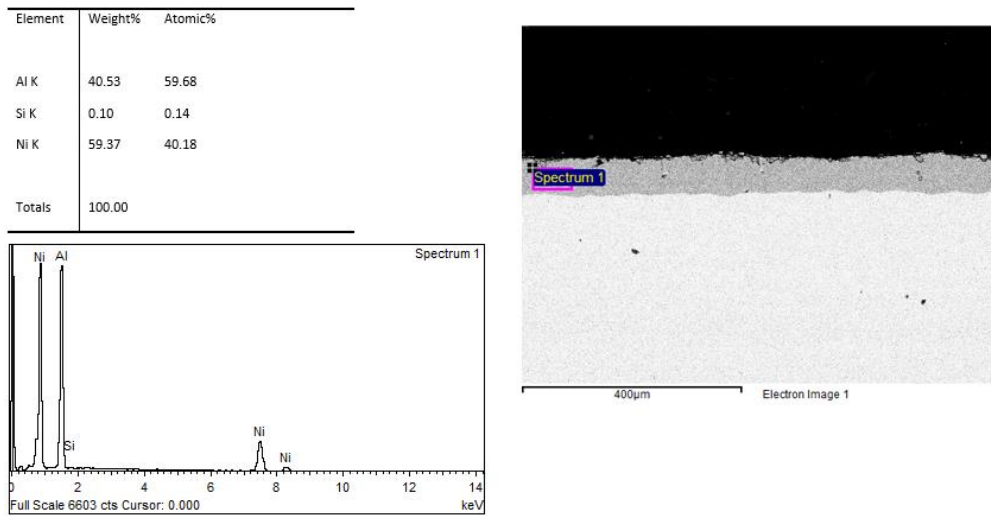 Element Weight% Atomic%
Al K 40.53 59.68
Si K 0.10 0.14
Ni K 59.37 40.18
Totals 100.00
Spectrum 1
Ni Al
Si
Ni
Ni
0 2 4 6 8 10 12 14
Full Scale 6603 cts Cursor: 0.000 keV
Spectrum 1
400µm Electron Image 1